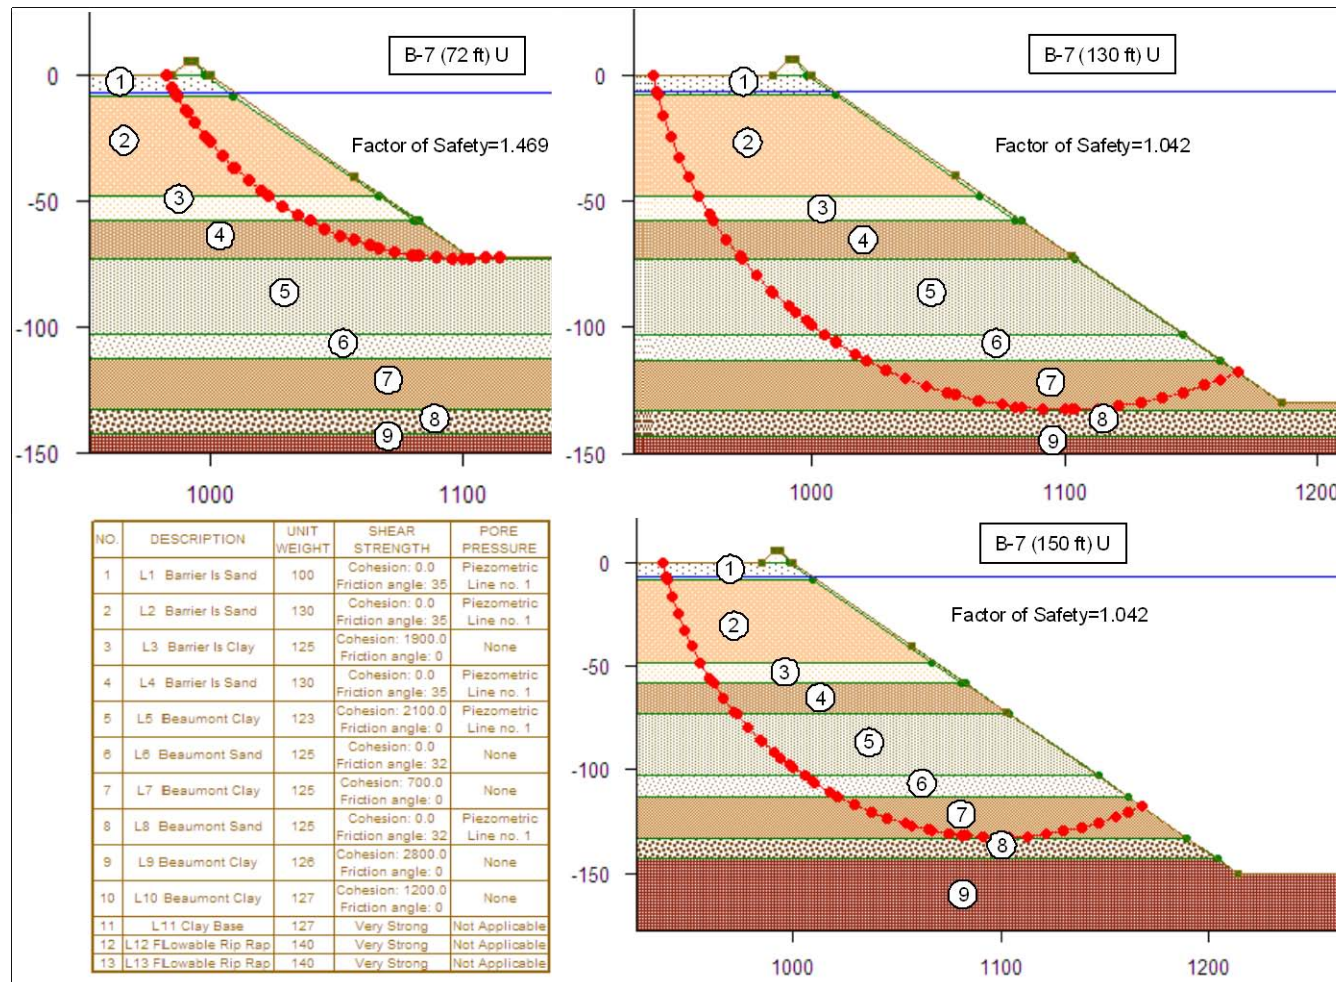 B-7 (72 ft) U
0
-50
-100
-150
1000
1100
Factor of Safety=1.469
1
2
3
4
5
6
7
8
9
B-7 (130 ft) U
0
-50
-100
-150
1000
1100
1200
Factor of Safety=1.042
1
2
3
4
5
6
7
8
9
NO. DESCRIPTION UNIT WEIGHT SHEAR STRENGTH PORE PRESSURE
1 L1 Barrier Is Sand 100 Cohesion: 0.0 Friction angle: 35 Piezometric Line no. 1
2 L2 Barrier Is Sand 130 Cohesion: 0.0 Friction angle: 35 Piezometric Line no. 1
3 L3 Barrier Is Clay 125 Cohesion: 1900.0 Friction angle: 0 None
4 L4 Barrier Is Sand 130 Cohesion: 0.0 Friction angle: 35 Piezometric Line no. 1
5 L5 Beaumont Clay 123 Cohesion: 2100.0 Friction angle: 0 Piezometric Line no. 1
6 L6 Beaumont Sand 125 Cohesion: 0.0 Friction angle: 32 None
7 L7 Beaumont Clay 125 Cohesion: 700.0 Friction angle: 0 None
8 L8 Beaumont Sand 125 Cohesion: 0.0 Friction angle: 32 Piezometric Line no. 1
9 L9 Beaumont Clay 126 Cohesion: 2800.0 Friction angle: 0 None
10 L10 Beaumont Clay 127 Cohesion: 1200.0 Friction angle: 0 None
11 L11 Clay Base 127 Very Strong Not Applicable
12 L12 FLowable Rip Rap 140 Very Strong Not Applicable
13 L13 FLowable Rip Rap 140 Very Strong Not Applicable
B-7 (150 ft) U
0
-50
-100
-150
1000
1100
1200
Factor of Safety=1.042
1
2
3
4
5
6
7
8
9